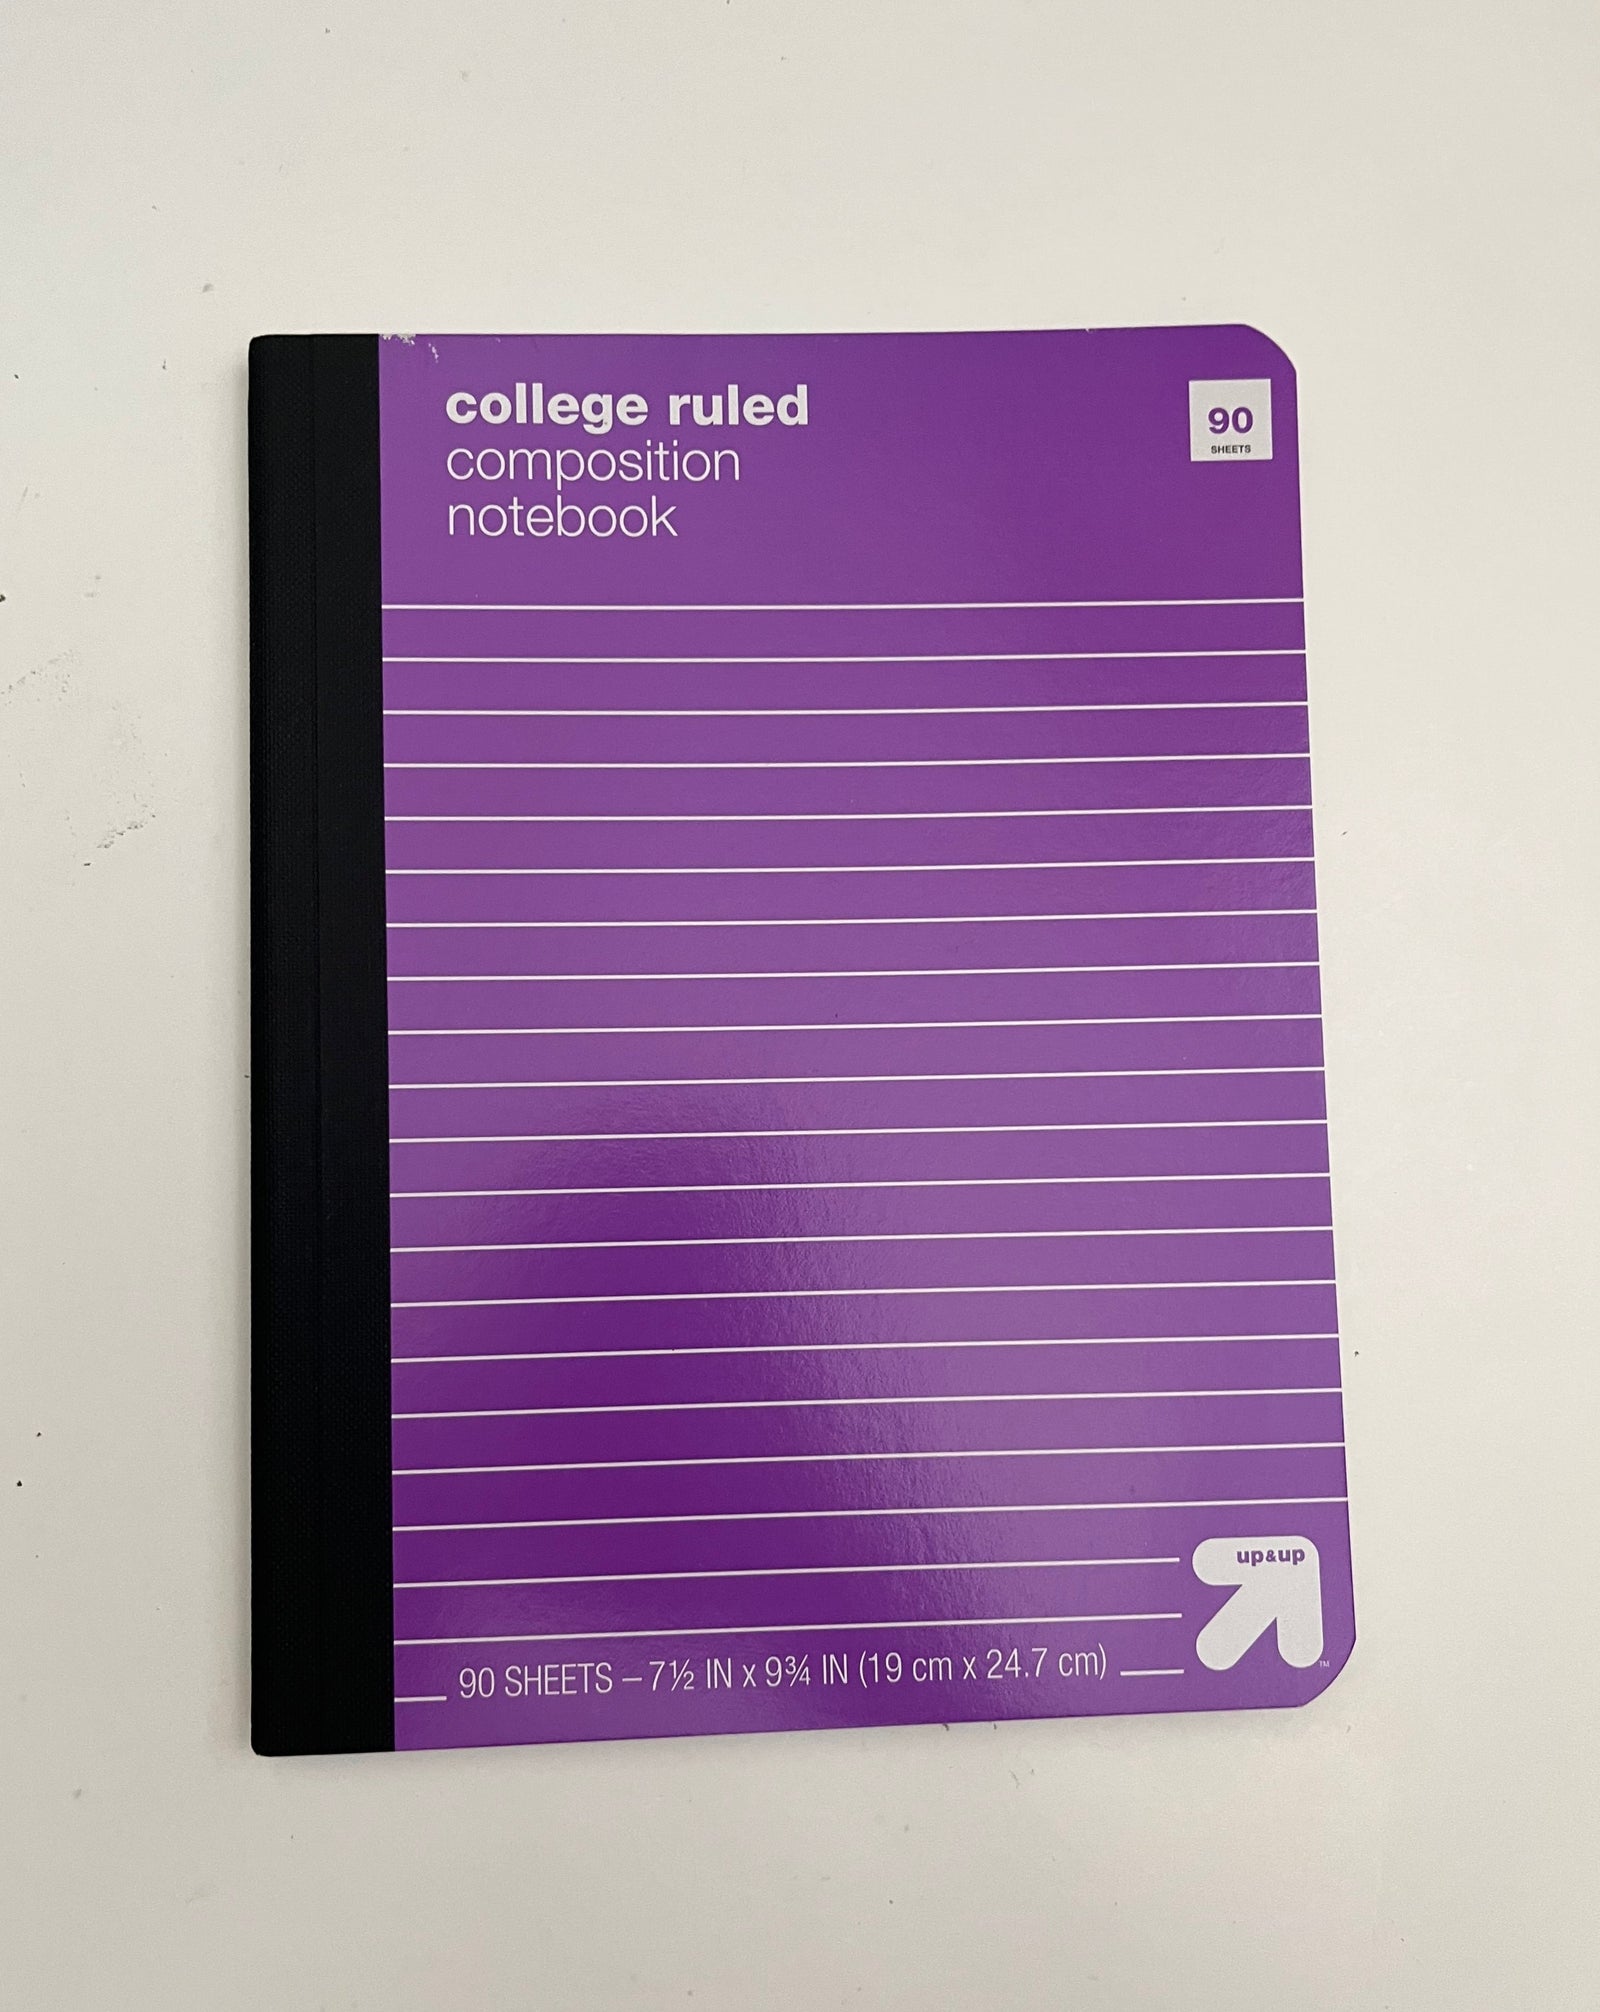 college ruled
composition
notebook
90
SHEETS
up&up
™
90 SHEETS – 7½ IN x 9¾ IN (19 cm x 24.7 cm)